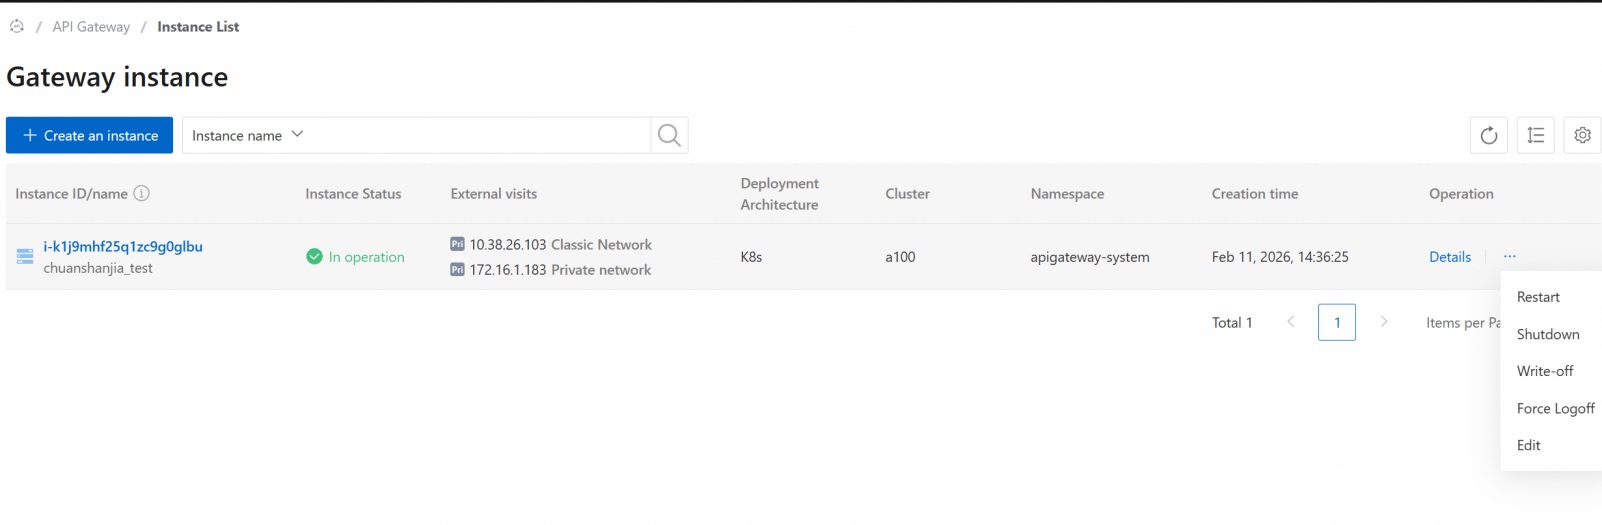 / API Gateway / Instance List
Gateway instance
+ Create an instance
Instance name
Instance ID/name
Instance Status
External visits
Deployment
Architecture
Cluster
Namespace
Creation time
Operation
i-k1j9mhf25q1zc9g0glbu
chuanshanjia_test
In operation
Pri 10.38.26.103 Classic Network
Pri 172.16.1.183 Private network
K8s
a100
apigateway-system
Feb 11, 2026, 14:36:25
Details
...
Restart
Shutdown
Write-off
Force Logoff
Edit
Total 1
1
Items per Pa